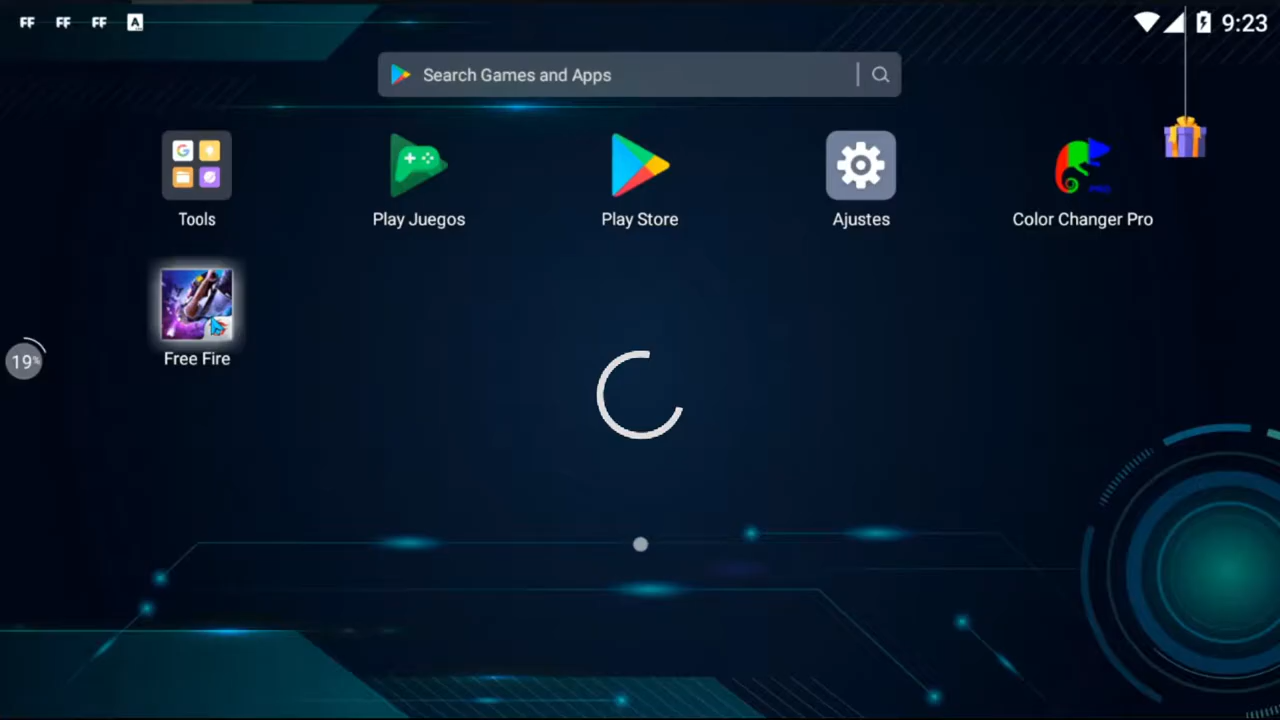 FF FF FF A 9:23
Search Games and Apps
Tools Play Juegos Play Store Ajustes Color Changer Pro
Free Fire
19%